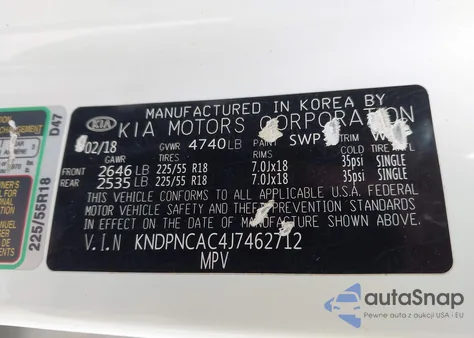 MANUFACTURED IN KOREA BY
KIA KIA MOTORS CORPORATION
02/18 GVWR 4740LB PAINT SWP TRIM
GAWR TIRES RIMS COLD TIRE
FRONT 2646 LB 225/55 R18 7.0Jx18 35psi SINGLE
REAR 2535 LB 225/55 R18 7.0Jx18 35psi SINGLE
THIS VEHICLE CONFORMS TO ALL APPLICABLE U.S.A. FEDERAL
MOTOR VEHICLE SAFETY AND THEFT PREVENTION STANDARDS
IN EFFECT ON THE DATE OF MANUFACTURE SHOWN ABOVE.
V.I.N KNDPNCAC4J7462712
MPV
D47
225/55R18
autoSnap
Pewne auta z aukcji USA i EU